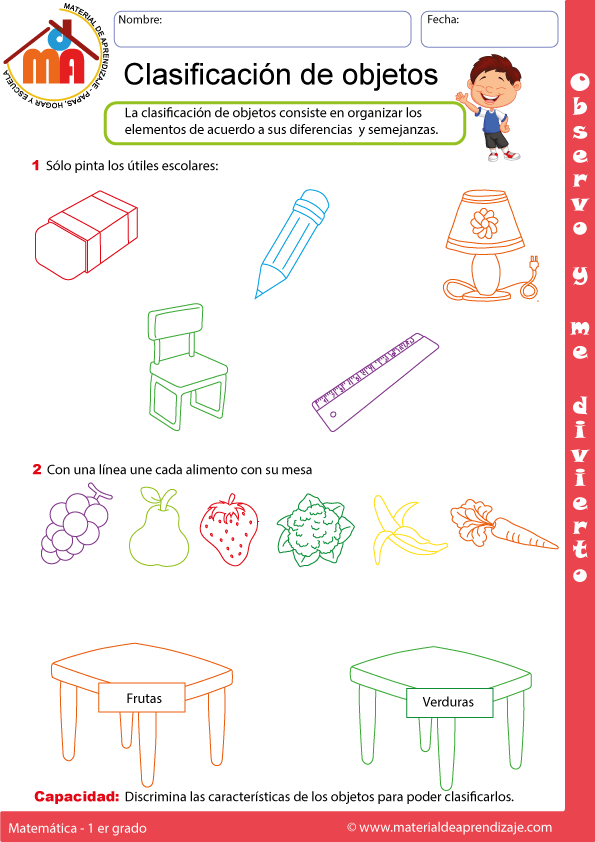 MATERIAL DE APRENDIZAJE - PAPAS, HOGAR Y ESCUELA
dMA
Nombre:
Fecha:
Clasificación de objetos
La clasificación de objetos consiste en organizar los
elementos de acuerdo a sus diferencias y semejanzas.
1 Sólo pinta los útiles escolares:
2 Con una línea une cada alimento con su mesa
Frutas
Verduras
Capacidad: Discrimina las características de los objetos para poder clasificarlos.
Matemática - 1 er grado
© www.materialdeaprendizaje.com
Observo y me divierto